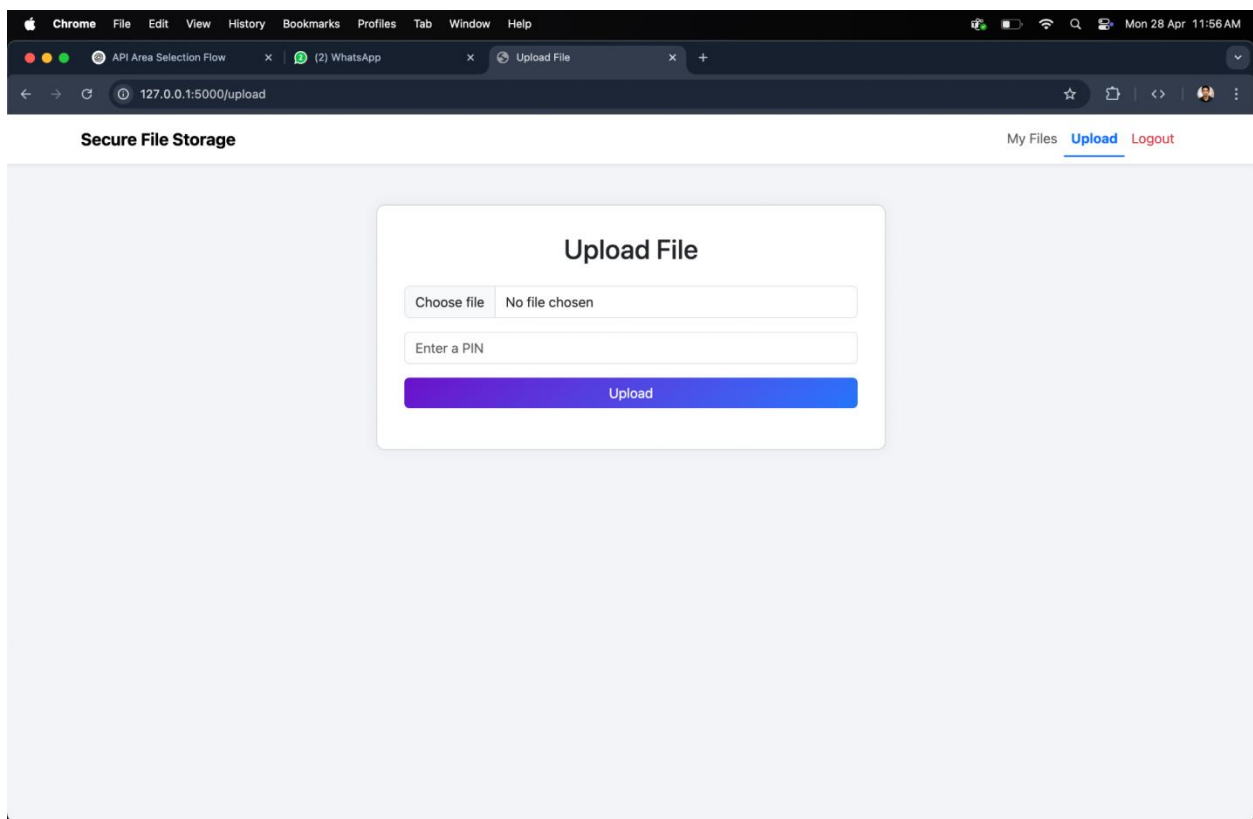 Chrome File Edit View History Bookmarks Profiles Tab Window Help Mon 28 Apr 11:56 AM
API Area Selection Flow (2) WhatsApp Upload File
127.0.0.1:5000/upload
Secure File Storage My Files Upload Logout
Upload File
Choose file No file chosen
Enter a PIN
Upload